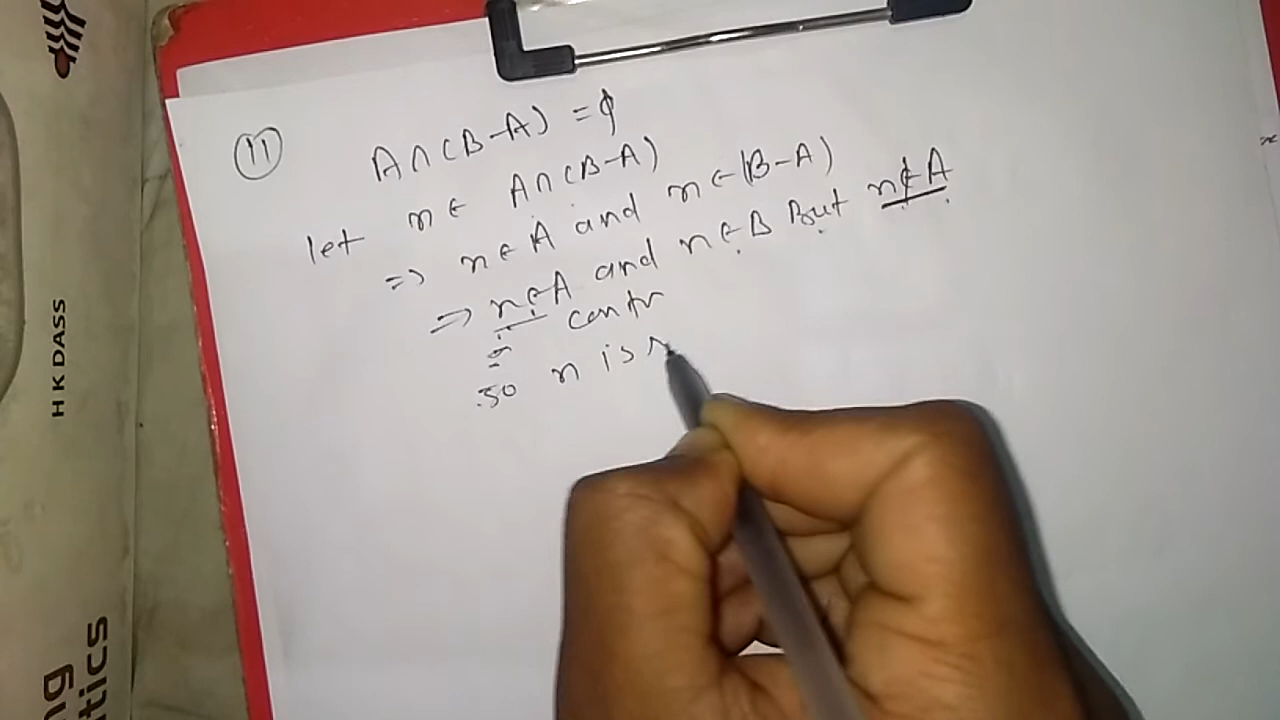 11 A∩(B-A) = φ
let n ∈ A∩(B-A)
=> n ∈ A and n ∈ (B-A)
=> n ∈ A and n ∈ B But n ∉ A
contr
so n is
H K DASS